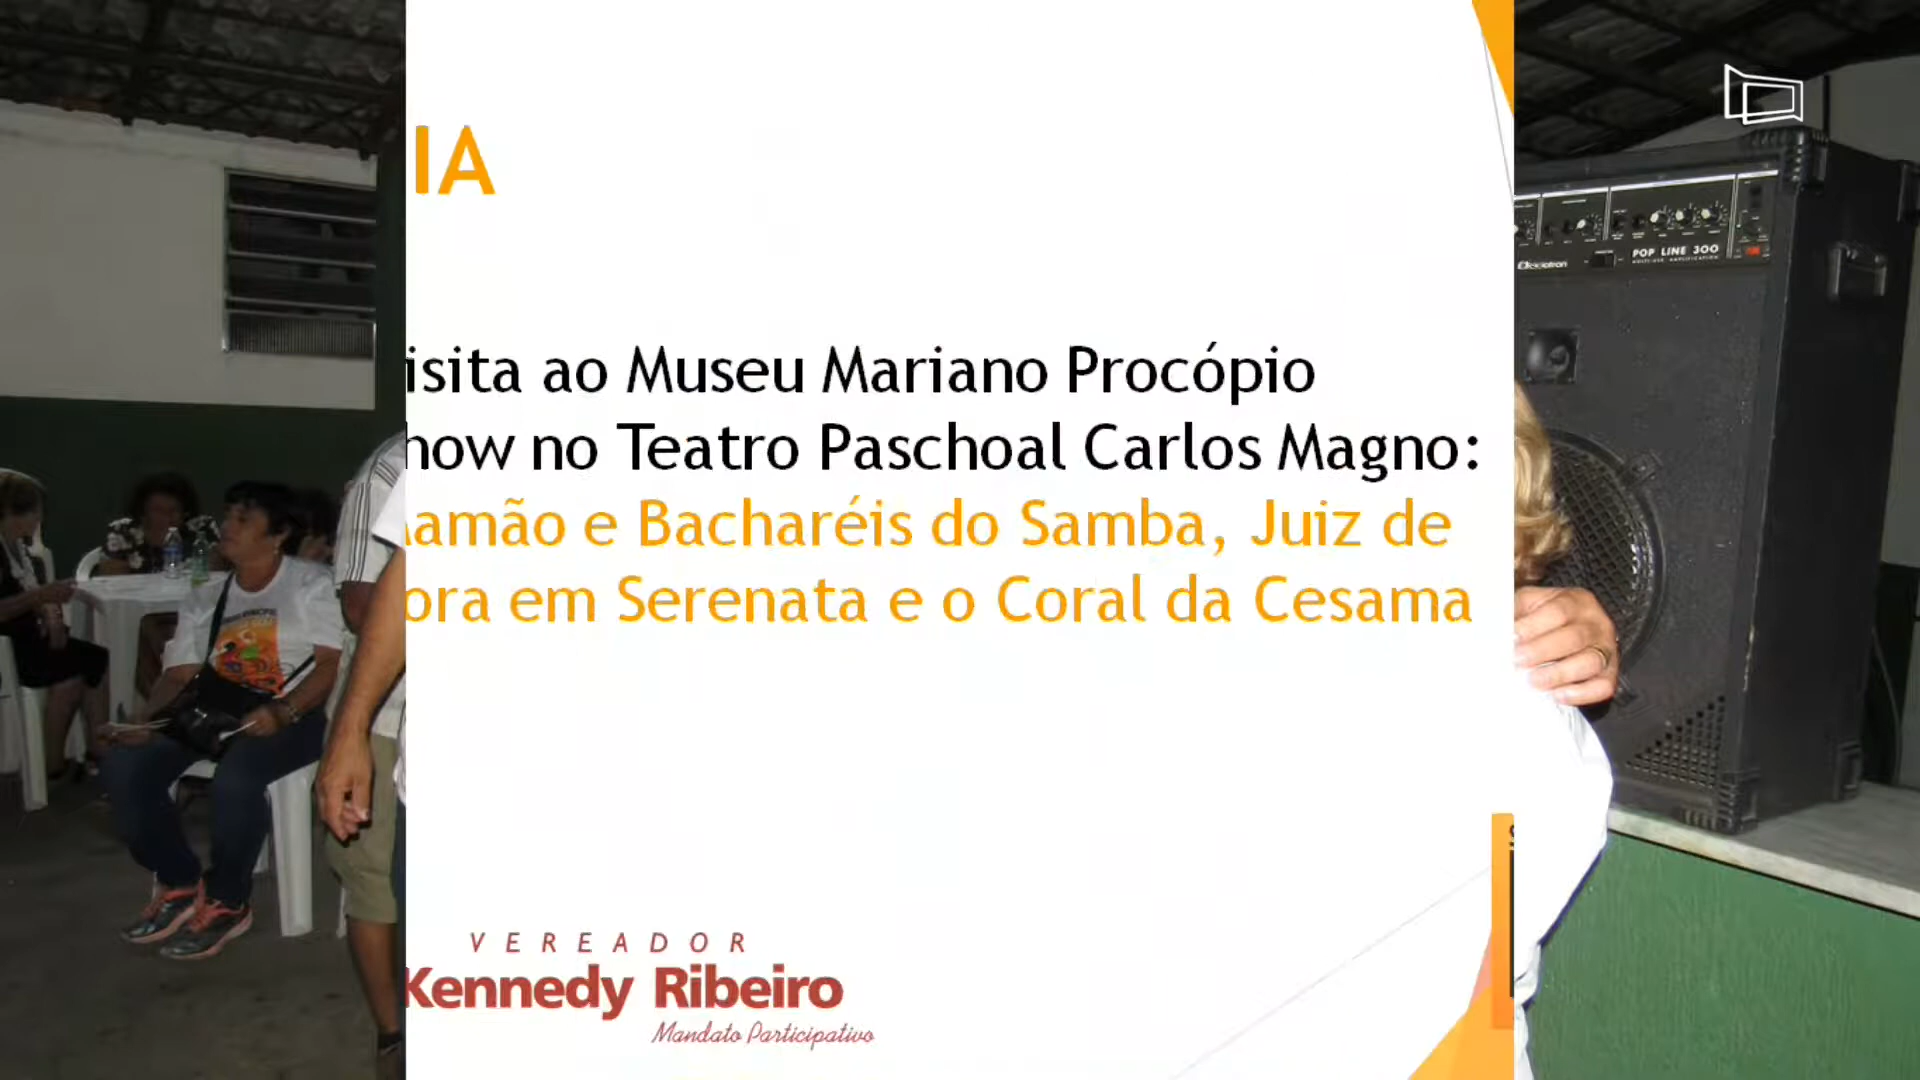 IA
isita ao Museu Mariano Procópio
how no Teatro Paschoal Carlos Magno:
amão e Bacharéis do Samba, Juiz de
ora em Serenata e o Coral da Cesama
VEREADOR
Kennedy Ribeiro
Mandato Participativo
POP LINE 300